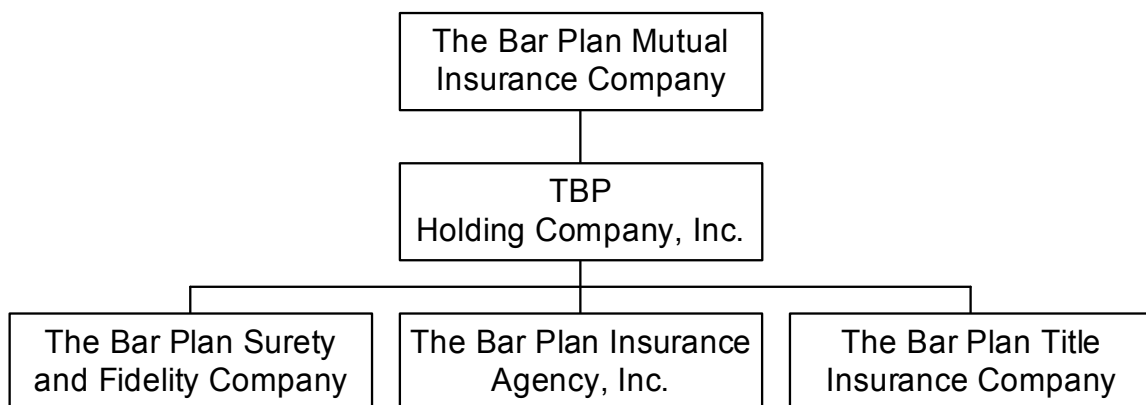 The Bar Plan Mutual
Insurance Company
TBP
Holding Company, Inc.
The Bar Plan Surety
and Fidelity Company
The Bar Plan Insurance
Agency, Inc.
The Bar Plan Title
Insurance Company